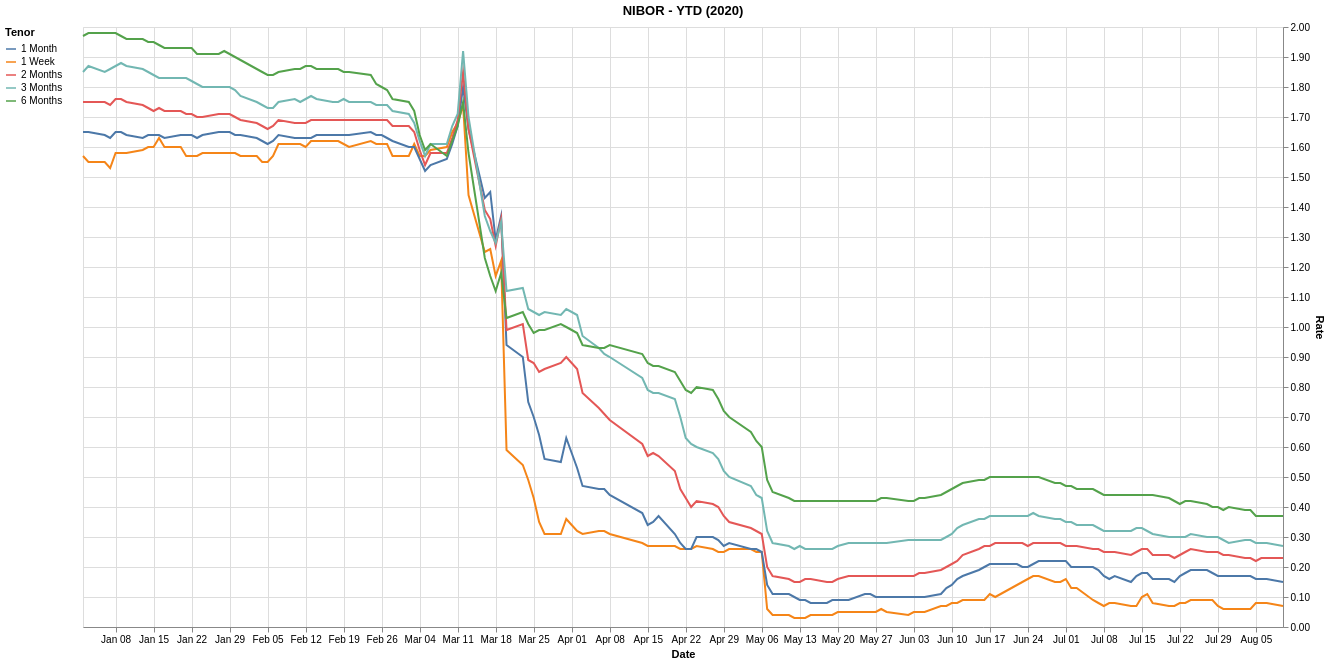 NIBOR - YTD (2020)
Tenor
1 Month
1 Week
2 Months
3 Months
6 Months
2.00
1.90
1.80
1.70
1.60
1.50
1.40
1.30
1.20
1.10
1.00
0.90
0.80
0.70
0.60
0.50
0.40
0.30
0.20
0.10
0.00
Rate
Jan 08 Jan 15 Jan 22 Jan 29 Feb 05 Feb 12 Feb 19 Feb 26 Mar 04 Mar 11 Mar 18 Mar 25 Apr 01 Apr 08 Apr 15 Apr 22 Apr 29 May 06 May 13 May 20 May 27 Jun 03 Jun 10 Jun 17 Jun 24 Jul 01 Jul 08 Jul 15 Jul 22 Jul 29 Aug 05
Date